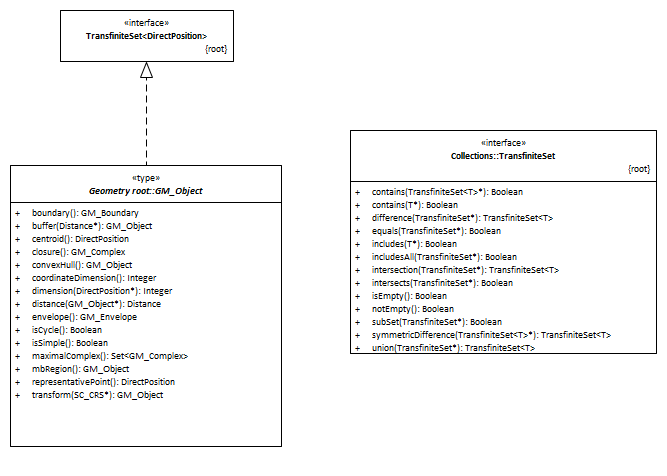 «interface»
TransfiniteSet<DirectPosition>
{root}
«type»
Geometry root::GM_Object
+ boundary(): GM_Boundary
+ buffer(Distance*): GM_Object
+ centroid(): DirectPosition
+ closure(): GM_Complex
+ convexHull(): GM_Object
+ coordinateDimension(): Integer
+ dimension(DirectPosition*): Integer
+ distance(GM_Object*): Distance
+ envelope(): GM_Envelope
+ isCycle(): Boolean
+ isSimple(): Boolean
+ maximalComplex(): Set<GM_Complex>
+ mbRegion(): GM_Object
+ representativePoint(): DirectPosition
+ transform(SC_CRS*): GM_Object
«interface»
Collections::TransfiniteSet
{root}
+ contains(TransfiniteSet<T>*): Boolean
+ contains(T*): Boolean
+ difference(TransfiniteSet*): TransfiniteSet<T>
+ equals(TransfiniteSet*): Boolean
+ includes(T*): Boolean
+ includesAll(TransfiniteSet*): Boolean
+ intersection(TransfiniteSet*): TransfiniteSet<T>
+ intersects(TransfiniteSet*): Boolean
+ isEmpty(): Boolean
+ notEmpty(): Boolean
+ subSet(TransfiniteSet*): Boolean
+ symmetricDifference(TransfiniteSet<T>*): TransfiniteSet<T>
+ union(TransfiniteSet*): TransfiniteSet<T>